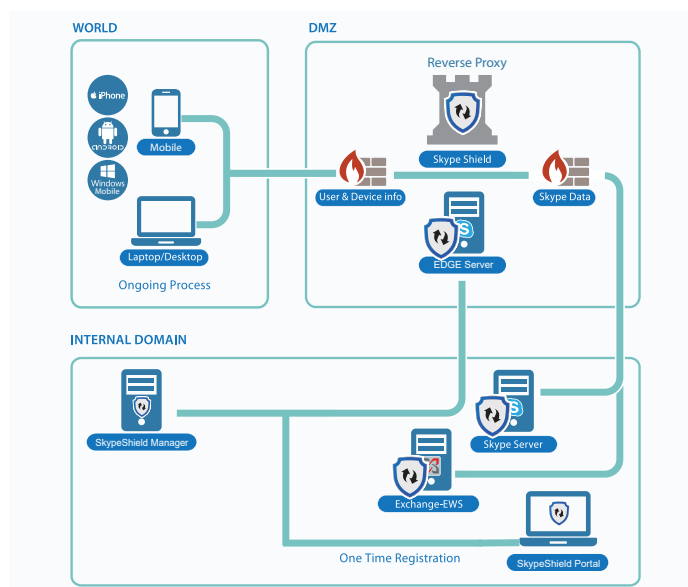 WORLD
DMZ
Reverse Proxy
iPhone
Mobile
Skype Shield
ANDROID
Windows
Mobile
User & Device info
Skype Data
S
Laptop/Desktop
EDGE Server
Ongoing Process
INTERNAL DOMAIN
S
SkypeShield Manager
Skype Server
Exchange-EWS
One Time Registration
SkypeShield Portal